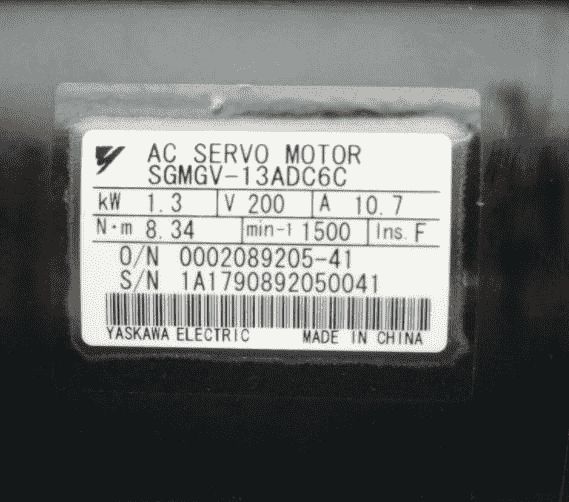 AC SERVO MOTOR
SGMGV-13ADC6C
kW 1.3 V 200 A 10.7
N·m 8.34 min-1 1500 Ins. F
O/N 0002089205-41
S/N 1A1790892050041
YASKAWA ELECTRIC MADE IN CHINA